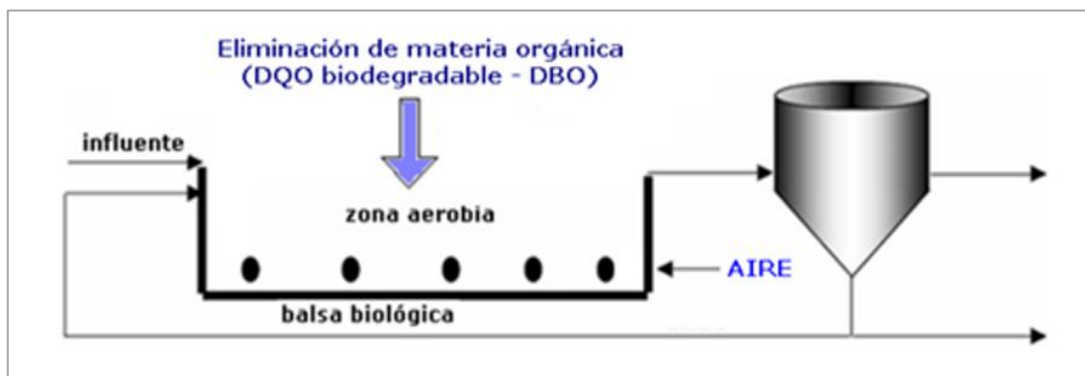 Eliminación de materia orgánica
(DQO biodegradable - DBO)
influente
zona aerobia
AIRE
balsa biológica